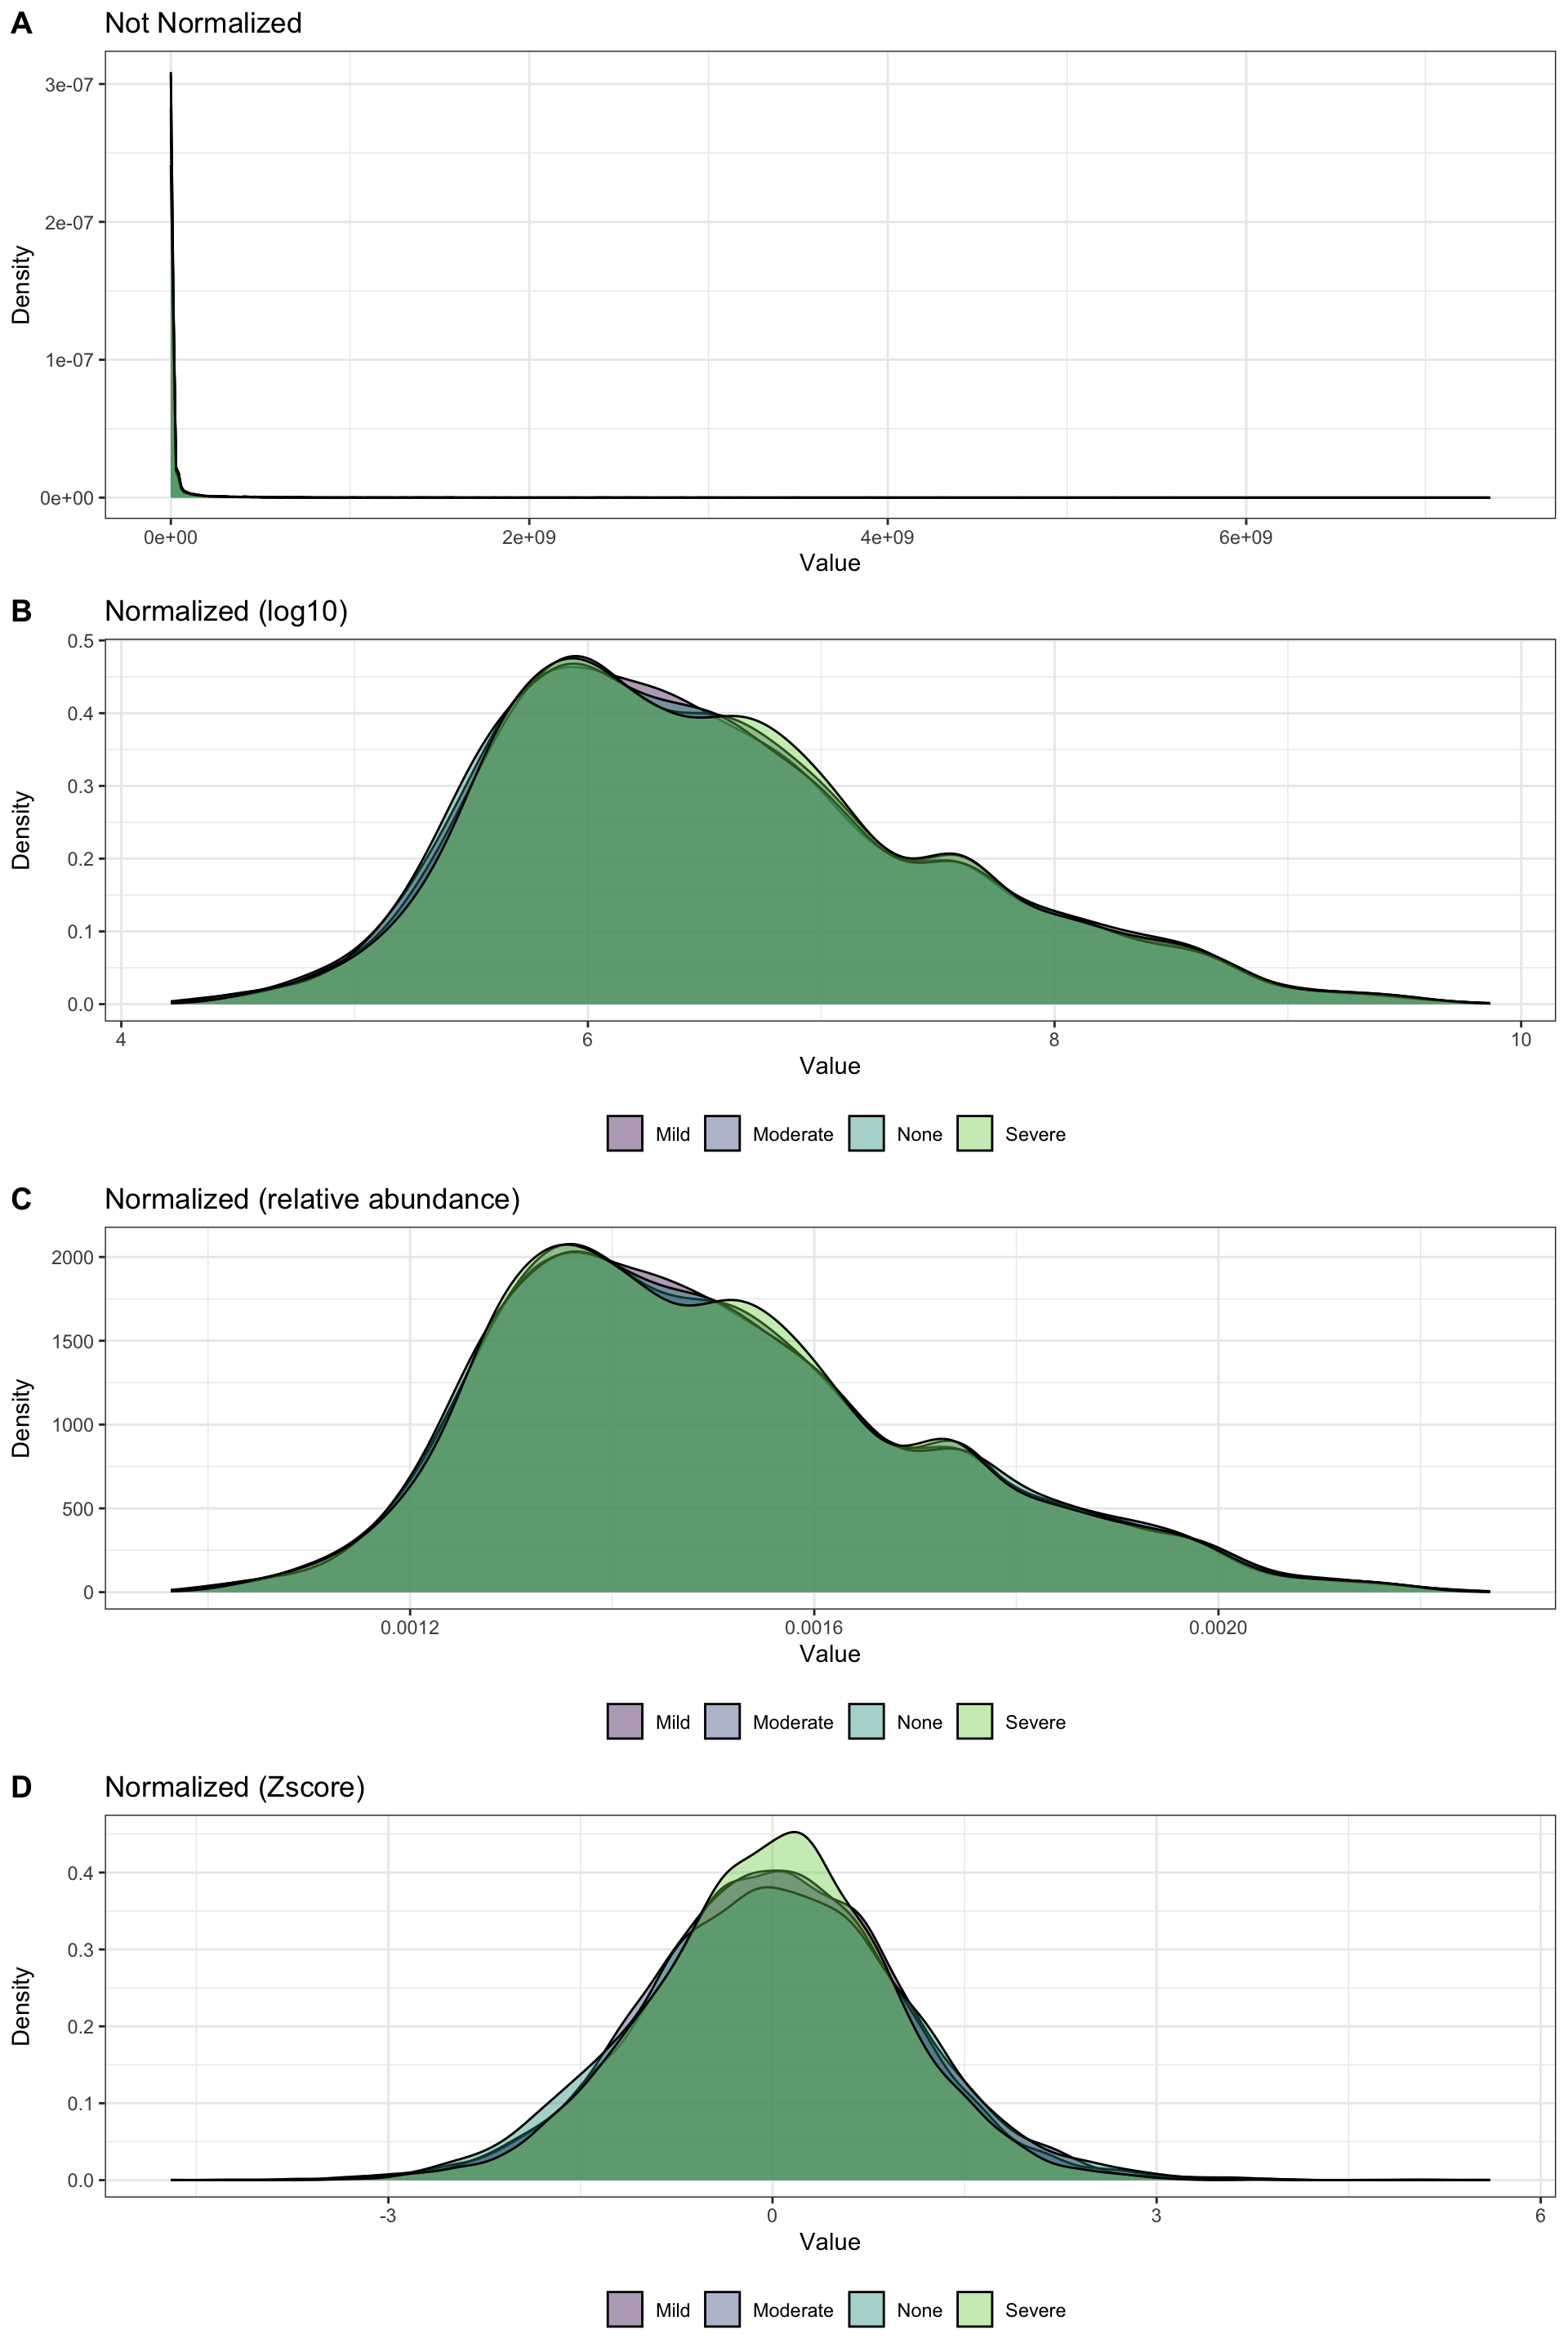 A Not Normalized
3e-07
2e-07
1e-07
0e+00
Density
0e+00 2e+09 4e+09 6e+09
Value
B Normalized (log10)
0.5
0.4
0.3
0.2
0.1
0.0
Density
4 6 8 10
Value
Mild Moderate None Severe
C Normalized (relative abundance)
2000
1500
1000
500
0
Density
0.0012 0.0016 0.0020
Value
Mild Moderate None Severe
D Normalized (Zscore)
0.4
0.3
0.2
0.1
0.0
Density
-3 0 3 6
Value
Mild Moderate None Severe